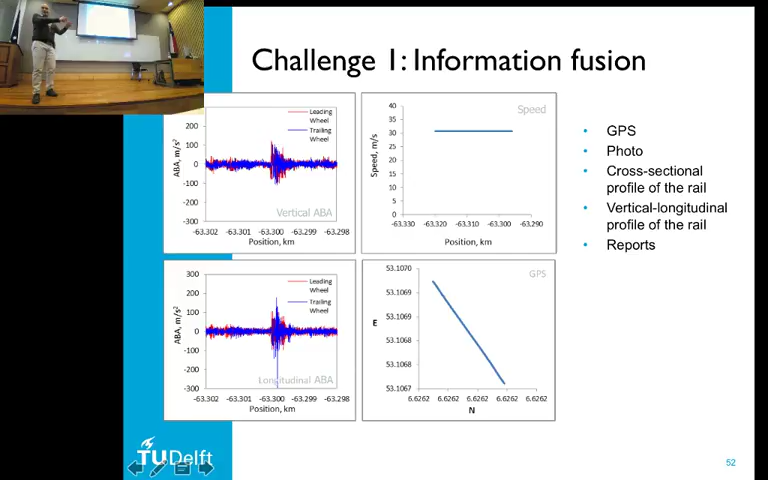 Challenge 1: Information fusion
Leading
Wheel
Trailing
Wheel
200
100
0
-100
-200
-300
ABA, m/s²
Vertical ABA
-63.302 -63.301 -63.300 -63.299 -63.298
Position, km
Speed
40
35
30
25
20
15
10
5
0
Speed, m/s
-63.330 -63.320 -63.310 -63.300 -63.290
Position, km
• GPS
• Photo
• Cross-sectional
profile of the rail
• Vertical-longitudinal
profile of the rail
• Reports
300
200
100
0
-100
-200
-300
ABA, m/s²
Leading
Wheel
Trailing
Wheel
Longitudinal ABA
-63.302 -63.301 -63.300 -63.299 -63.298
Position, km
GPS
53.1070
53.1069
53.1069
53.1068
53.1068
53.1067
E
6.6262 6.6262 6.6262 6.6262 6.6262
N
TUDelft
52